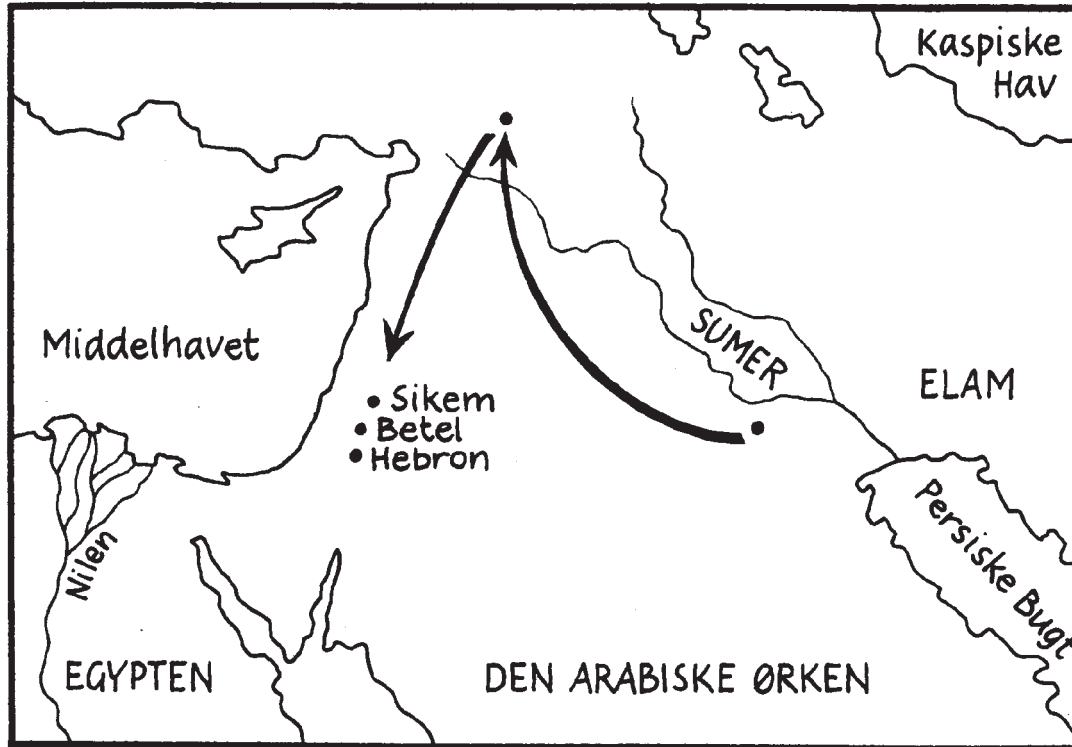 Kaspiske
Hav
Middelhavet
SUMER
ELAM
Sikem
Betel
Hebron
Persiske Bugt
Nilen
EGYPTEN
DEN ARABISKE ØRKEN